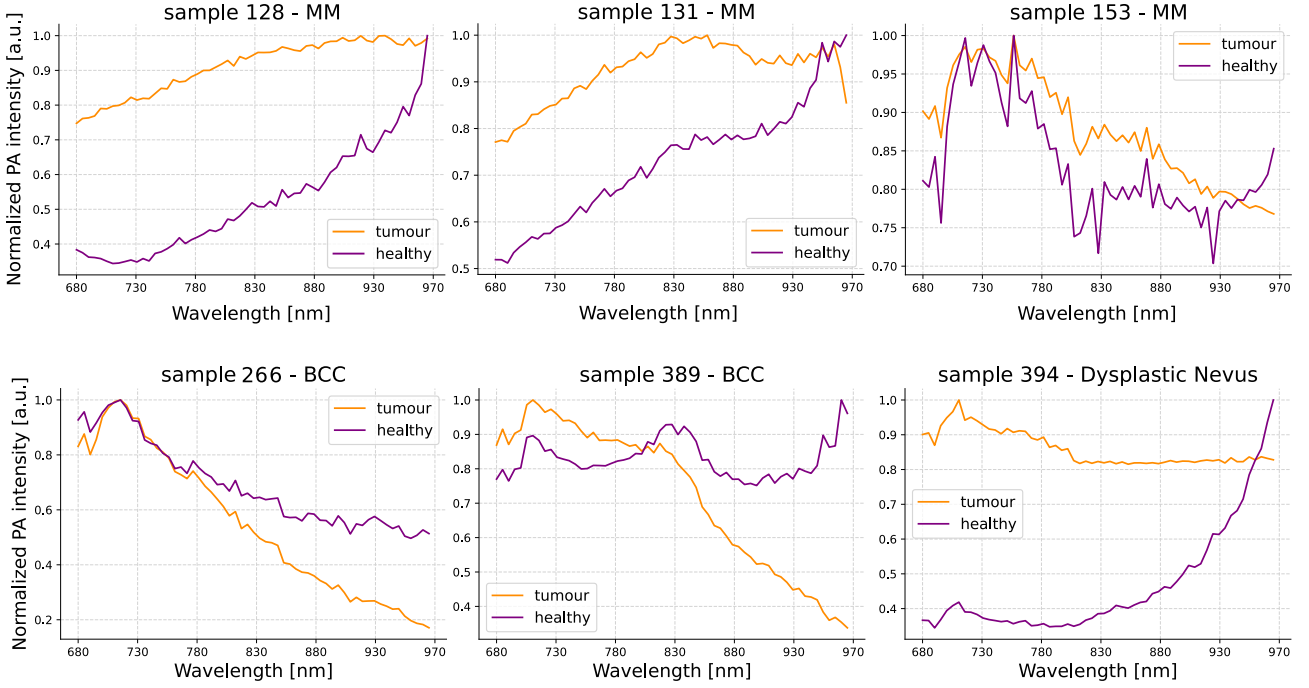 sample 128 - MM
Normalized PA intensity [a.u.]
1.0
0.9
0.8
0.7
0.6
0.5
0.4
680 730 780 830 880 930 970
Wavelength [nm]
tumour
healthy
sample 131 - MM
1.0
0.9
0.8
0.7
0.6
0.5
680 730 780 830 880 930 970
Wavelength [nm]
tumour
healthy
sample 153 - MM
1.00
0.95
0.90
0.85
0.80
0.75
0.70
680 730 780 830 880 930 970
Wavelength [nm]
tumour
healthy
sample 266 - BCC
Normalized PA intensity [a.u.]
1.0
0.8
0.6
0.4
0.2
680 730 780 830 880 930 970
Wavelength [nm]
tumour
healthy
sample 389 - BCC
1.0
0.9
0.8
0.7
0.6
0.5
0.4
680 730 780 830 880 930 970
Wavelength [nm]
tumour
healthy
sample 394 - Dysplastic Nevus
1.0
0.9
0.8
0.7
0.6
0.5
0.4
680 730 780 830 880 930 970
Wavelength [nm]
tumour
healthy